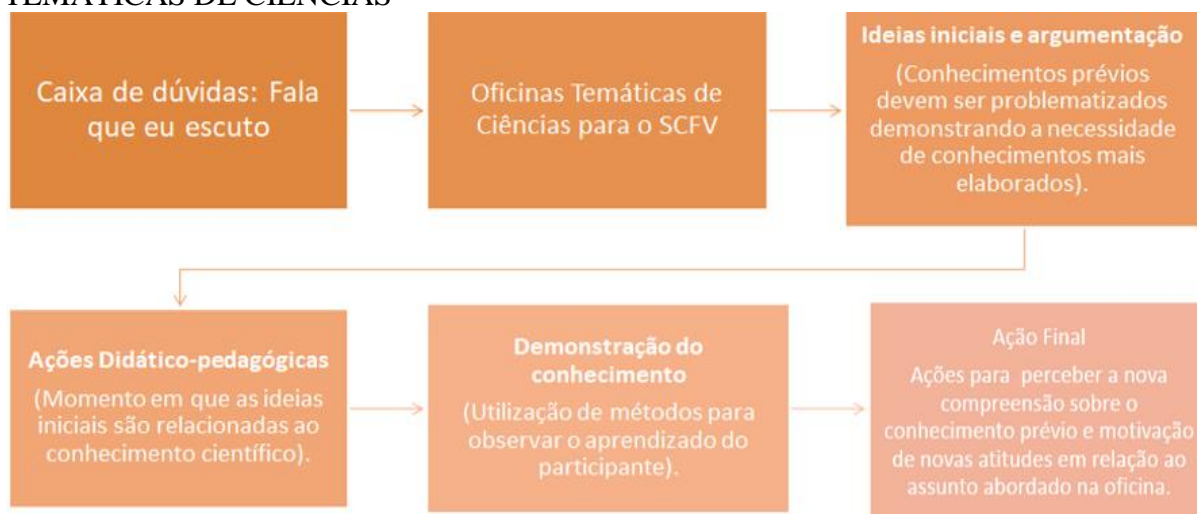 TEMÁTICAS DE CIÊNCIAS
Caixa de dúvidas: Fala
que eu escuto
Oficinas Temáticas de
Ciências para o SCFV
Ideias iniciais e argumentação
(Conhecimentos prévios
devem ser problematizados
demonstrando a necessidade
de conhecimentos mais
elaborados).
Ações Didático-pedagógicas
(Momento em que as ideias
iniciais são relacionadas ao
conhecimento científico).
Demonstração do
conhecimento
(Utilização de métodos para
observar o aprendizado do
participante).
Ação Final
Ações para perceber a nova
compreensão sobre o
conhecimento prévio e motivação
de novas atitudes em relação ao
assunto abordado na oficina.